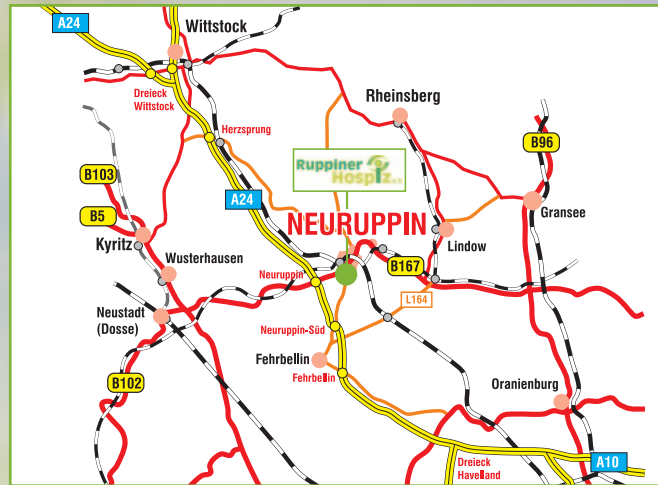 A24
Wittstock
Dreieck
Wittstock
Rheinsberg
Herzsprung
B96
Ruppiner
Hospiz e.V.
B103
A24
B5
NEURUPPIN
Gransee
Kyritz
Lindow
Wusterhausen
B167
Neuruppin
L164
Neustadt
(Dosse)
Neuruppin-Süd
Fehrbellin
Fehrbellin
B102
Oranienburg
Dreieck
Havelland
A10